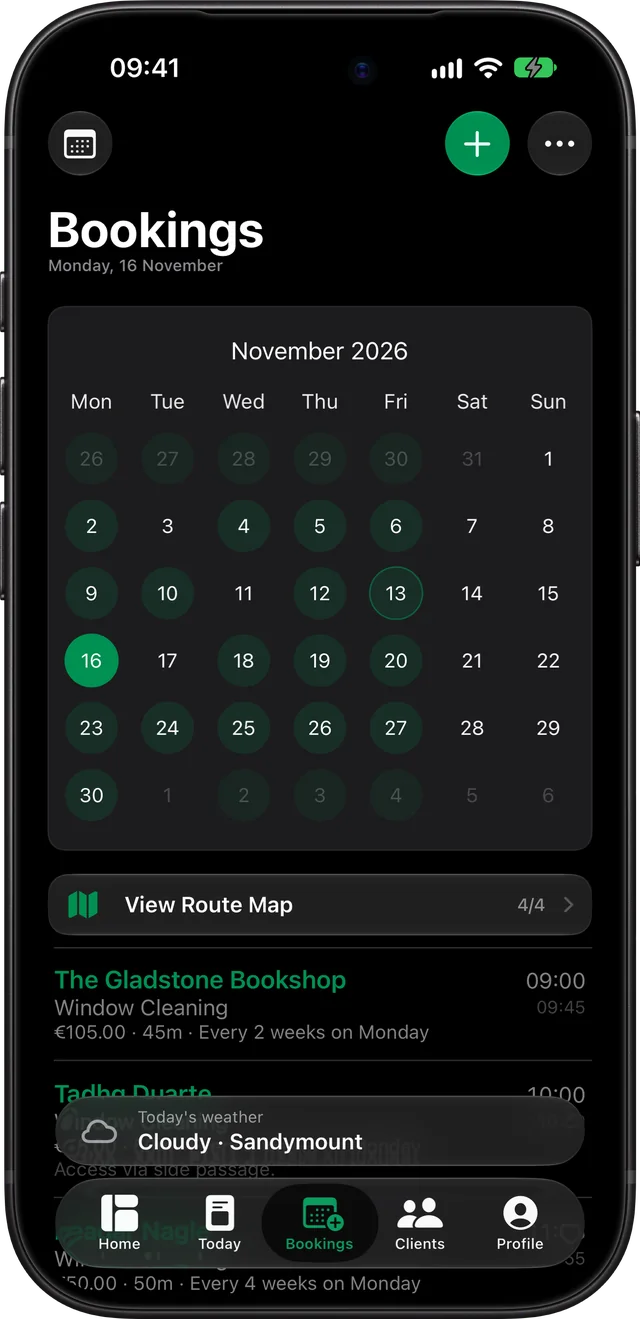 09:41
Bookings
Monday, 16 November
November 2026
Mon Tue Wed Thu Fri Sat Sun
26 27 28 29 30 31 1
2 3 4 5 6 7 8
9 10 11 12 13 14 15
16 17 18 19 20 21 22
23 24 25 26 27 28 29
30 1 2 3 4 5 6
View Route Map 4/4
The Gladstone Bookshop 09:00
Window Cleaning 09:45
€105.00 · 45m · Every 2 weeks on Monday
Tadhg Duarte 10:00
Today's weather
Cloudy · Sandymount
Access via side passage.
Home Today Bookings Clients Profile
50m · Every 4 weeks on Monday